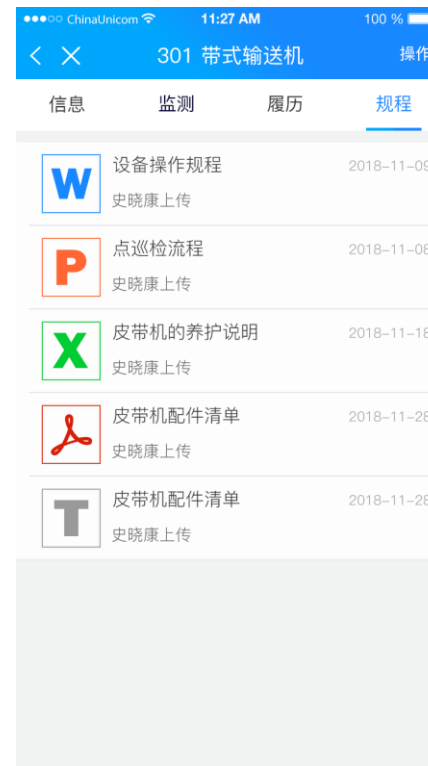 ChinaUnicom 11:27 AM 100 %
301 带式输送机 操作
信息 监测 履历 规程
W 设备操作规程 2018-11-09
史晓康上传
P 点巡检流程 2018-11-08
史晓康上传
X 皮带机的养护说明 2018-11-18
史晓康上传
皮带机配件清单 2018-11-28
史晓康上传
T 皮带机配件清单 2018-11-28
史晓康上传